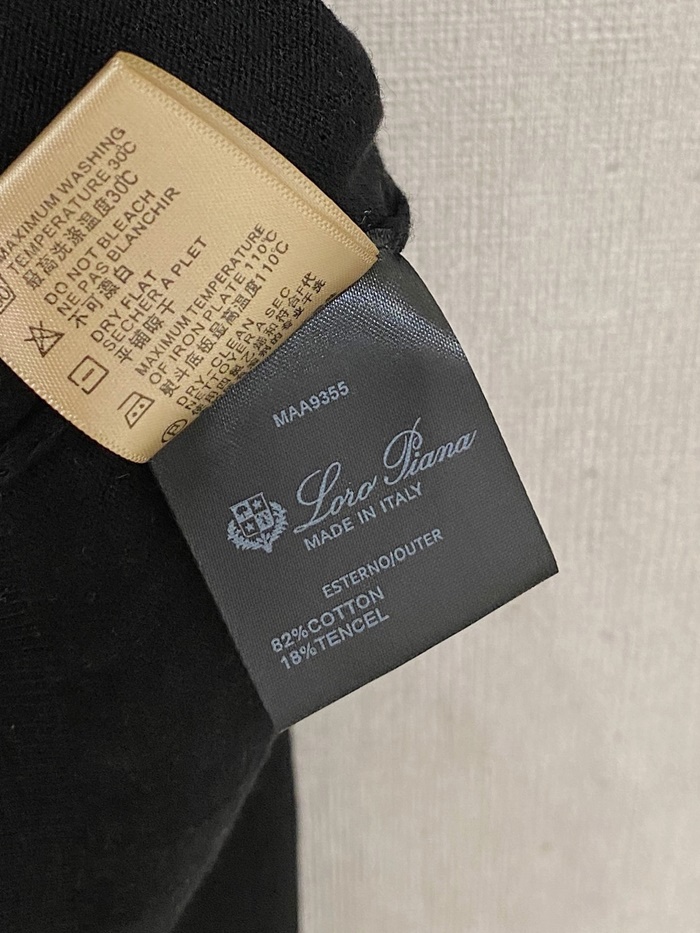 MAXIMUM WASHING
TEMPERATURE 30℃
最高洗涤温度30℃
DO NOT BLEACH
NE PAS BLANCHIR
不可漂白
DRY FLAT
SECHER A PLET
平铺晾干
MAXIMUM TEMPERATURE
OF IRON PLATE 110℃
熨斗底板最高温度110℃
DRY-CLEAN
A SEC
MAA9355
Loro Piana
MADE IN ITALY
ESTERNO/OUTER
82%COTTON
18%TENCEL